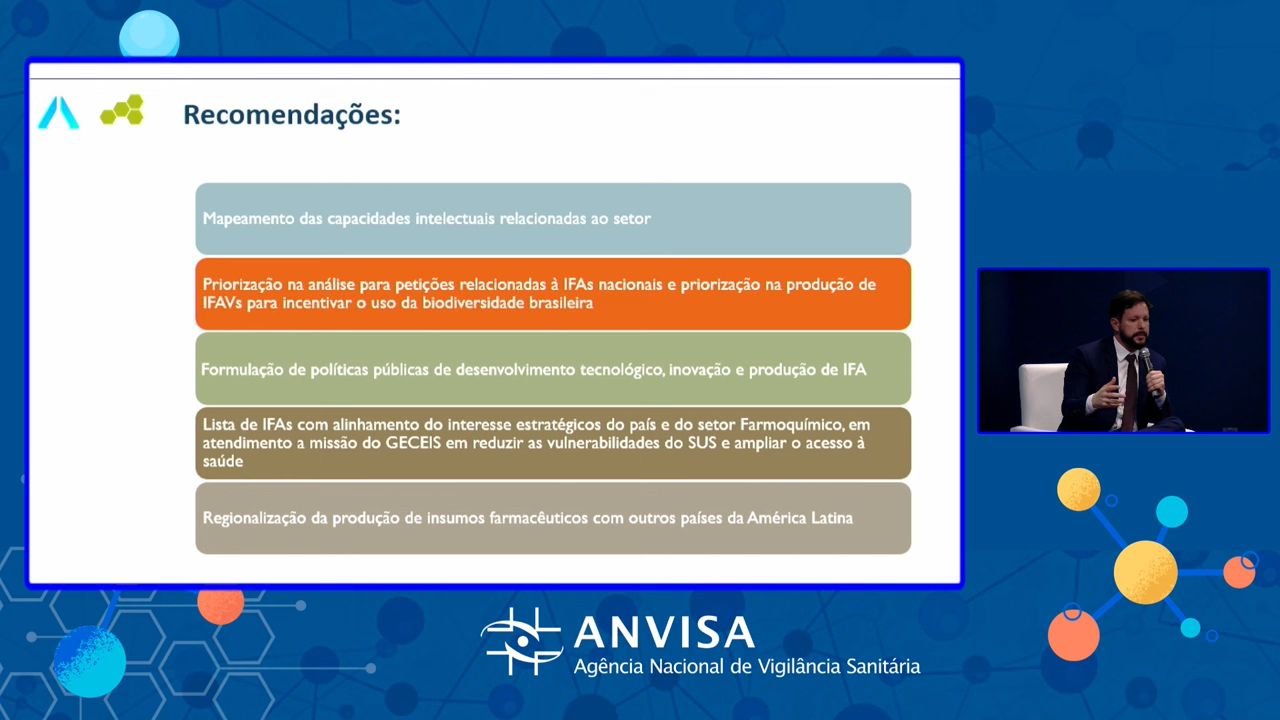 Recomendações:
Mapeamento das capacidades intelectuais relacionadas ao setor
Priorização na análise para petições relacionadas à IFAs nacionais e priorização na produção de
IFAVs para incentivar o uso da biodiversidade brasileira
Formulação de políticas públicas de desenvolvimento tecnológico, inovação e produção de IFA
Lista de IFAs com alinhamento do interesse estratégicos do país e do setor Farmoquímico, em
atendimento a missão do GECEIS em reduzir as vulnerabilidades do SUS e ampliar o acesso à
saúde
Regionalização da produção de insumos farmacêuticos com outros países da América Latina
ANVISA
Agência Nacional de Vigilância Sanitária